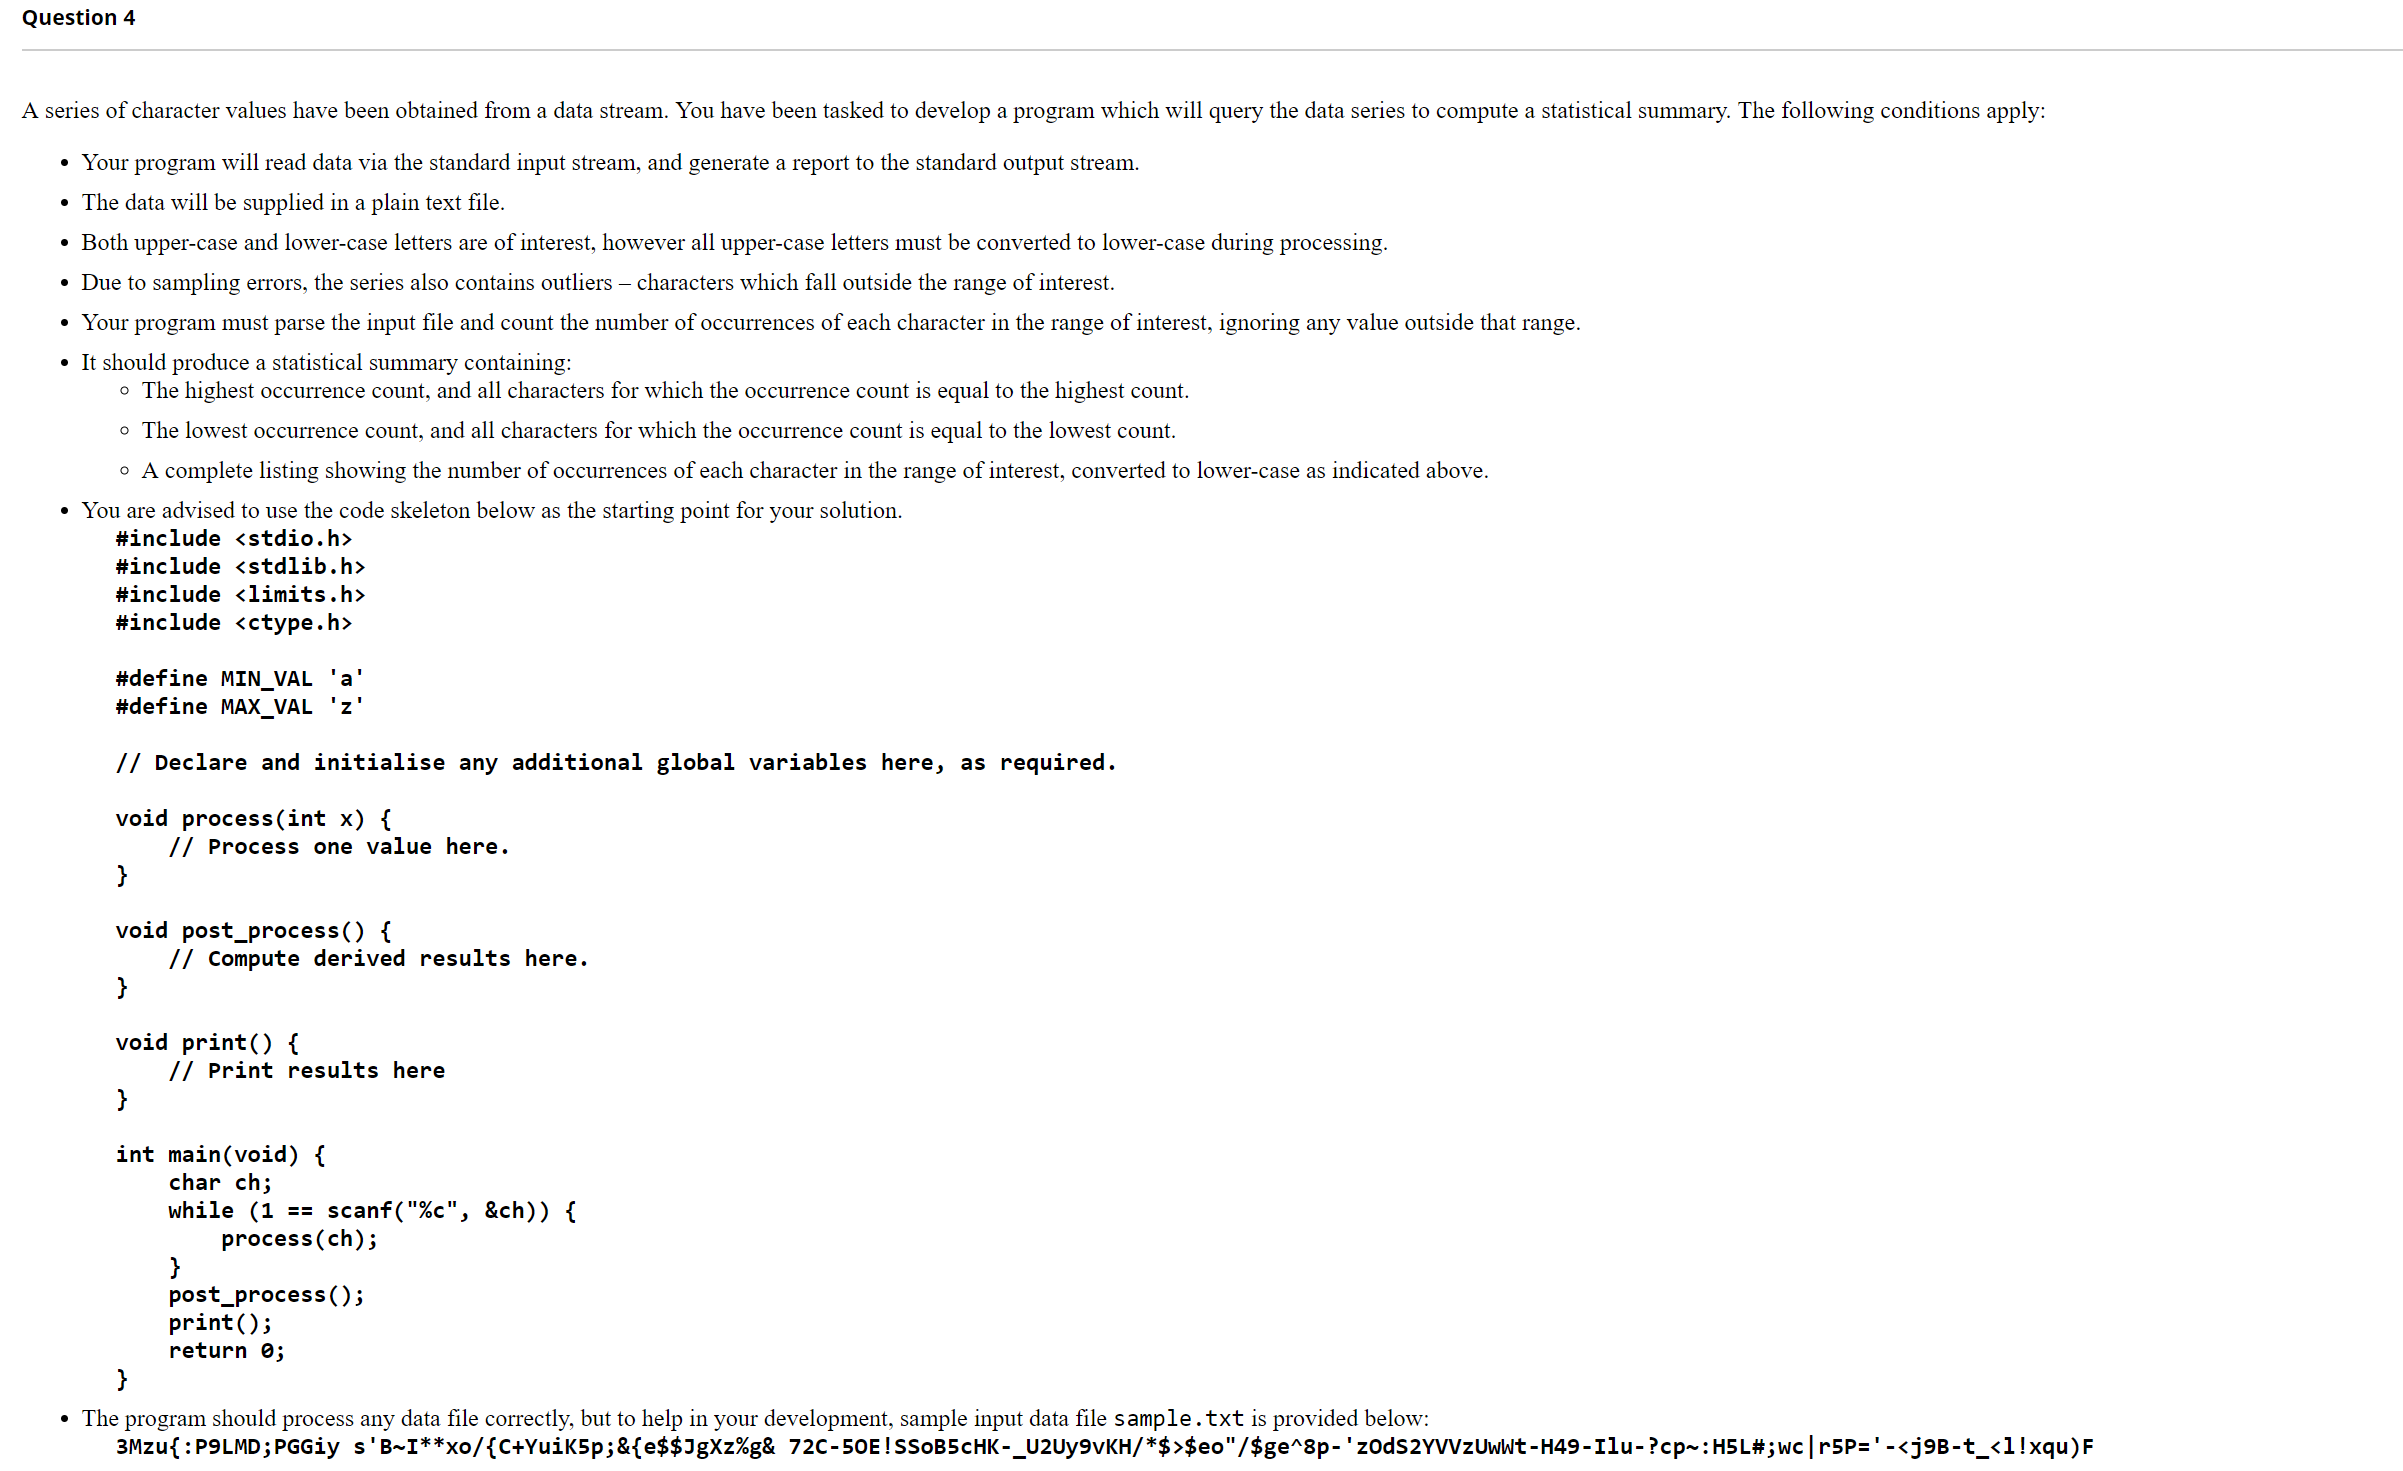 Question 4
A series of character values have been obtained from a data stream. You have been tasked to develop a program which will query the data series to compute a statistical summary. The following conditions apply:
• Your program will read data via the standard input stream, and generate a report to the standard output stream.
• The data will be supplied in a plain text file.
• Both upper-case and lower-case letters are of interest, however all upper-case letters must be converted to lower-case during processing.
• Due to sampling errors, the series also contains outliers – characters which fall outside the range of interest.
• Your program must parse the input file and count the number of occurrences of each character in the range of interest, ignoring any value outside that range.
• It should produce a statistical summary containing:
◦ The highest occurrence count, and all characters for which the occurrence count is equal to the highest count.
◦ The lowest occurrence count, and all characters for which the occurrence count is equal to the lowest count.
◦ A complete listing showing the number of occurrences of each character in the range of interest, converted to lower-case as indicated above.
• You are advised to use the code skeleton below as the starting point for your solution.
#include <stdio.h>
#include <stdlib.h>
#include <limits.h>
#include <ctype.h>
#define MIN_VAL 'a'
#define MAX_VAL 'z'
// Declare and initialise any additional global variables here, as required.
void process(int x) {
// Process one value here.
}
void post_process() {
// Compute derived results here.
}
void print() {
// Print results here
}
int main(void) {
char ch;
while (1 == scanf("%c", &ch)) {
process(ch);
}
post_process();
print();
return 0;
}
• The program should process any data file correctly, but to help in your development, sample input data file sample.txt is provided below:
3Mzu{:P9LMD;PGGiy s'B~I**xo/{C+YuiK5p;&{e$$JgXz%g& 72C-5OE!SSoB5cHK-_U2Uy9vKH/*$>$eo"/$ge^8p-'zOdS2YVVzUwWt-H49-Ilu-?cp~:H5L#;wc|r5P='-<j9B-t_<l!xqu)F